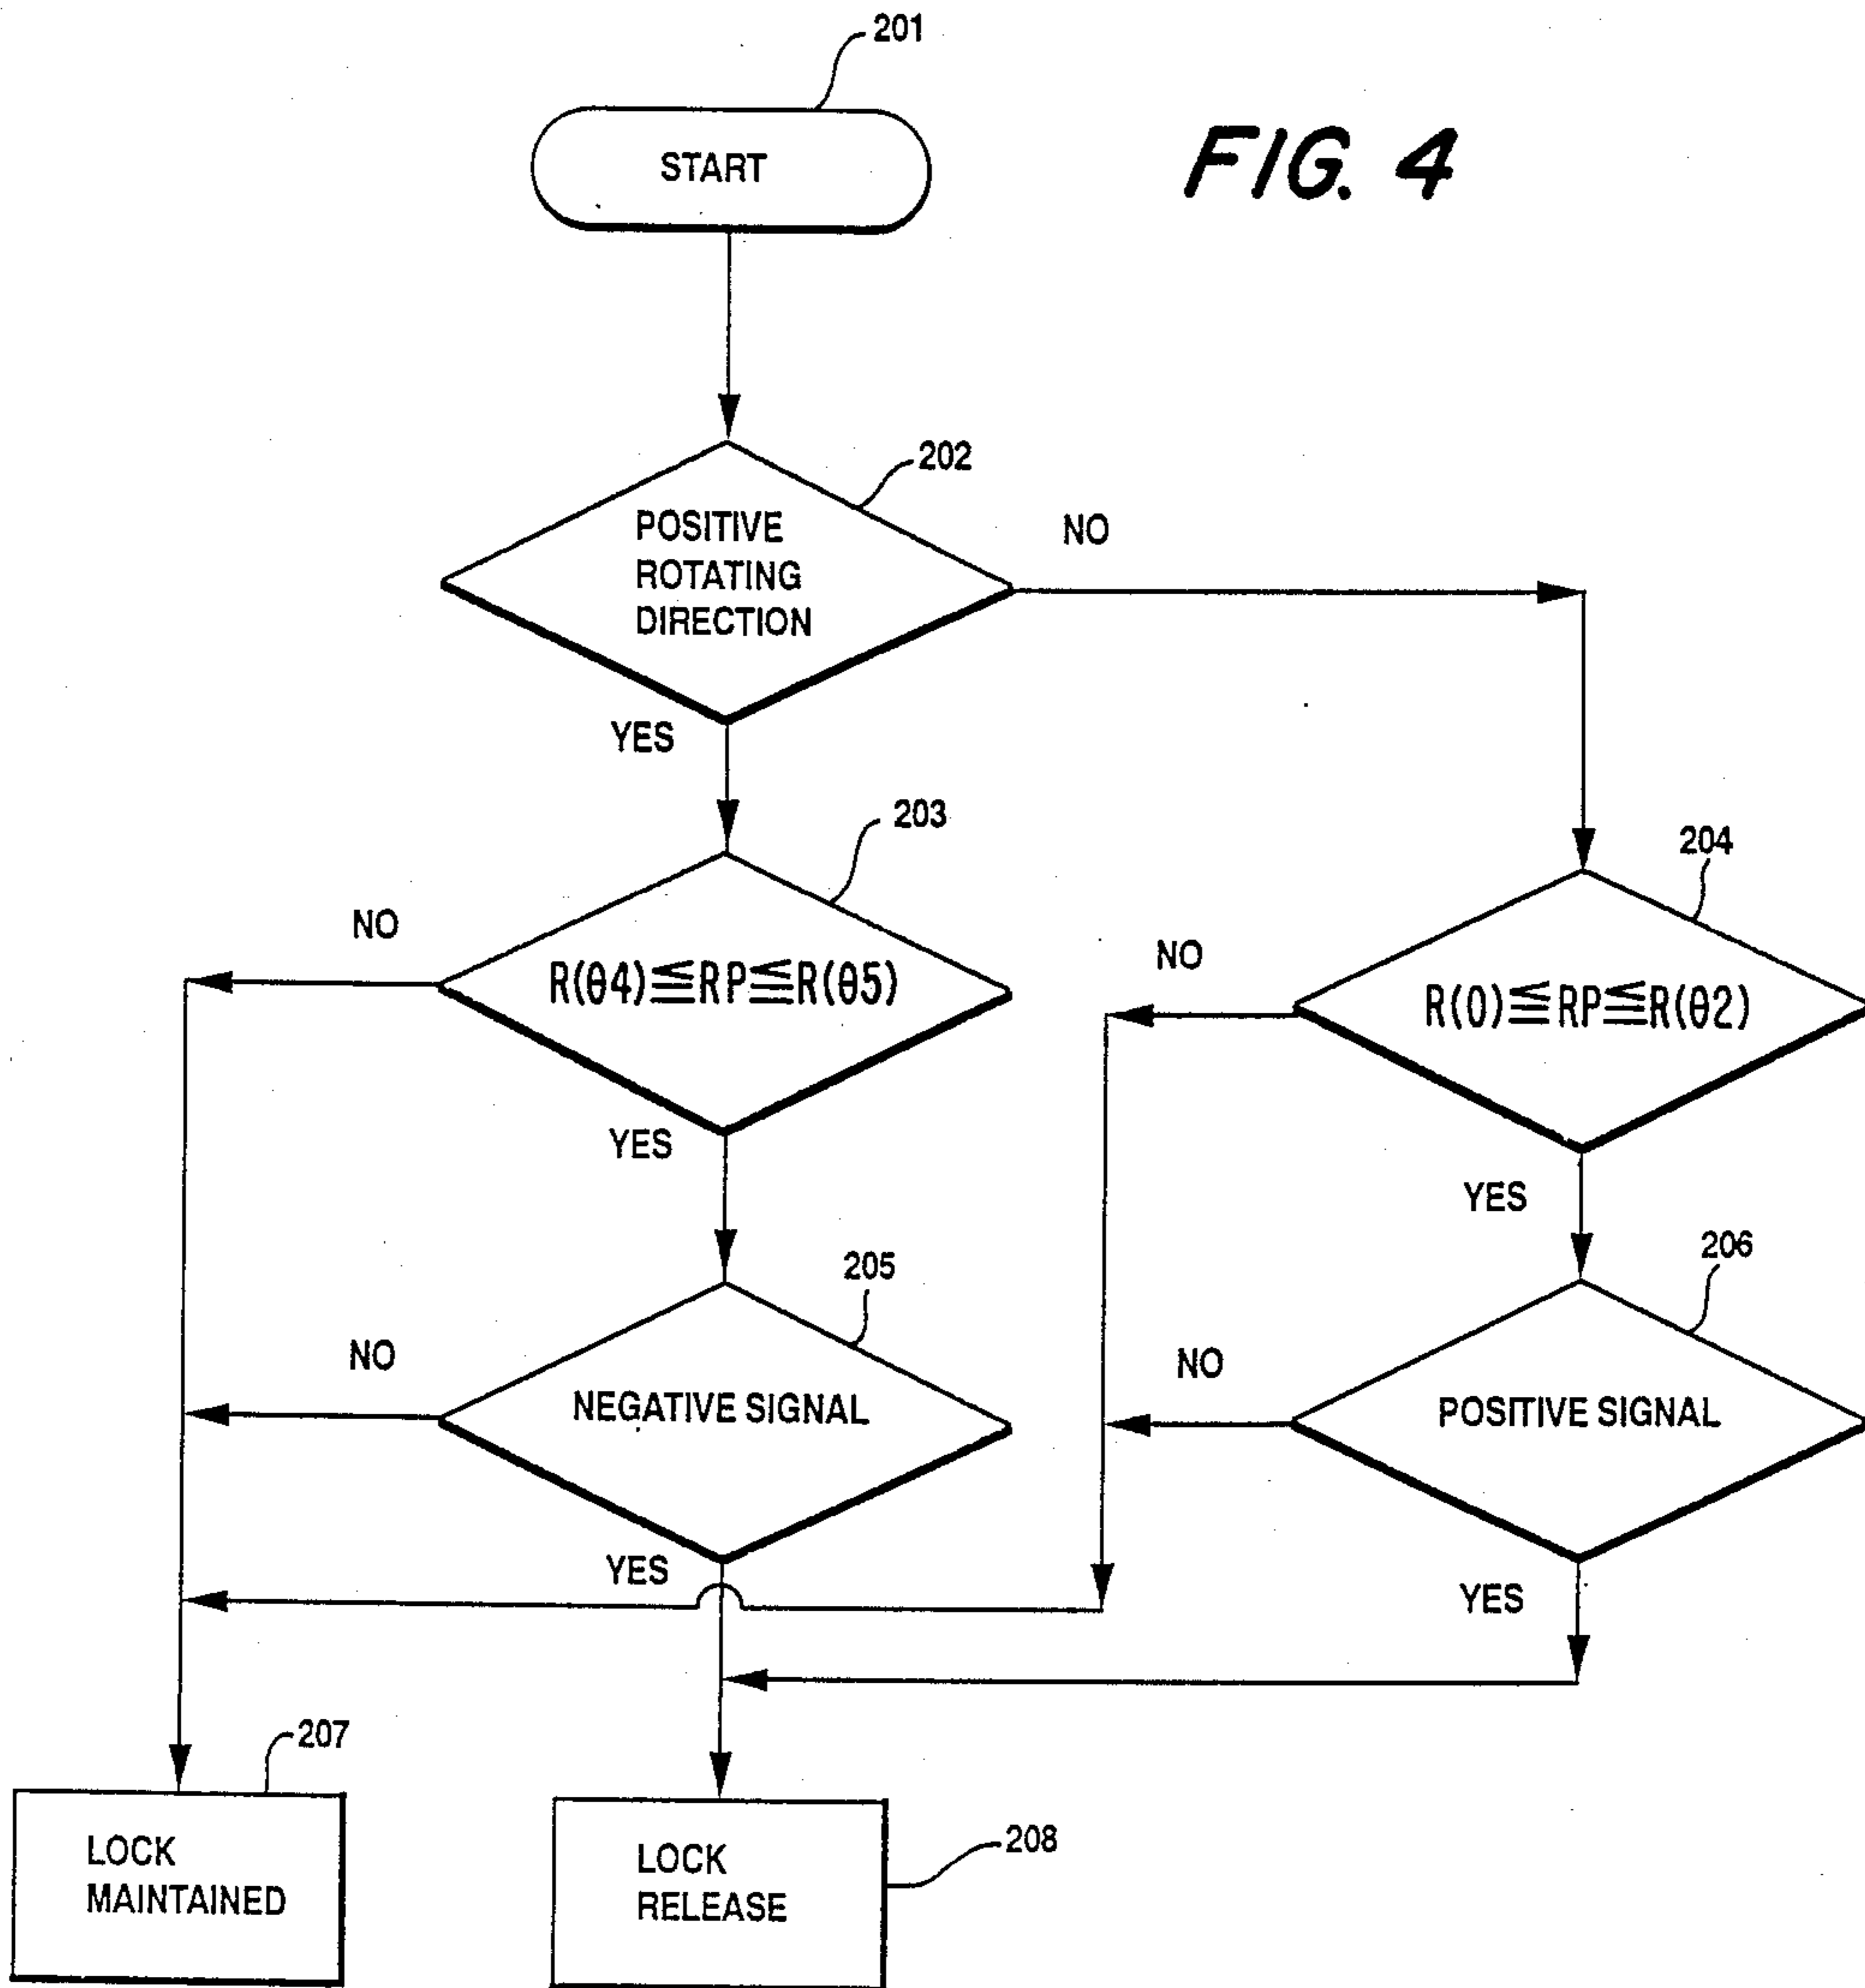 201
START
FIG. 4
202
POSITIVE
ROTATING
DIRECTION
NO
YES
203
204
NO
R(θ4)≦RP≦R(θ5)
NO
R(0)≦RP≦R(θ2)
YES
YES
205
206
NO
NEGATIVE SIGNAL
NO
POSITIVE SIGNAL
YES
YES
207
LOCK
MAINTAINED
208
LOCK
RELEASE